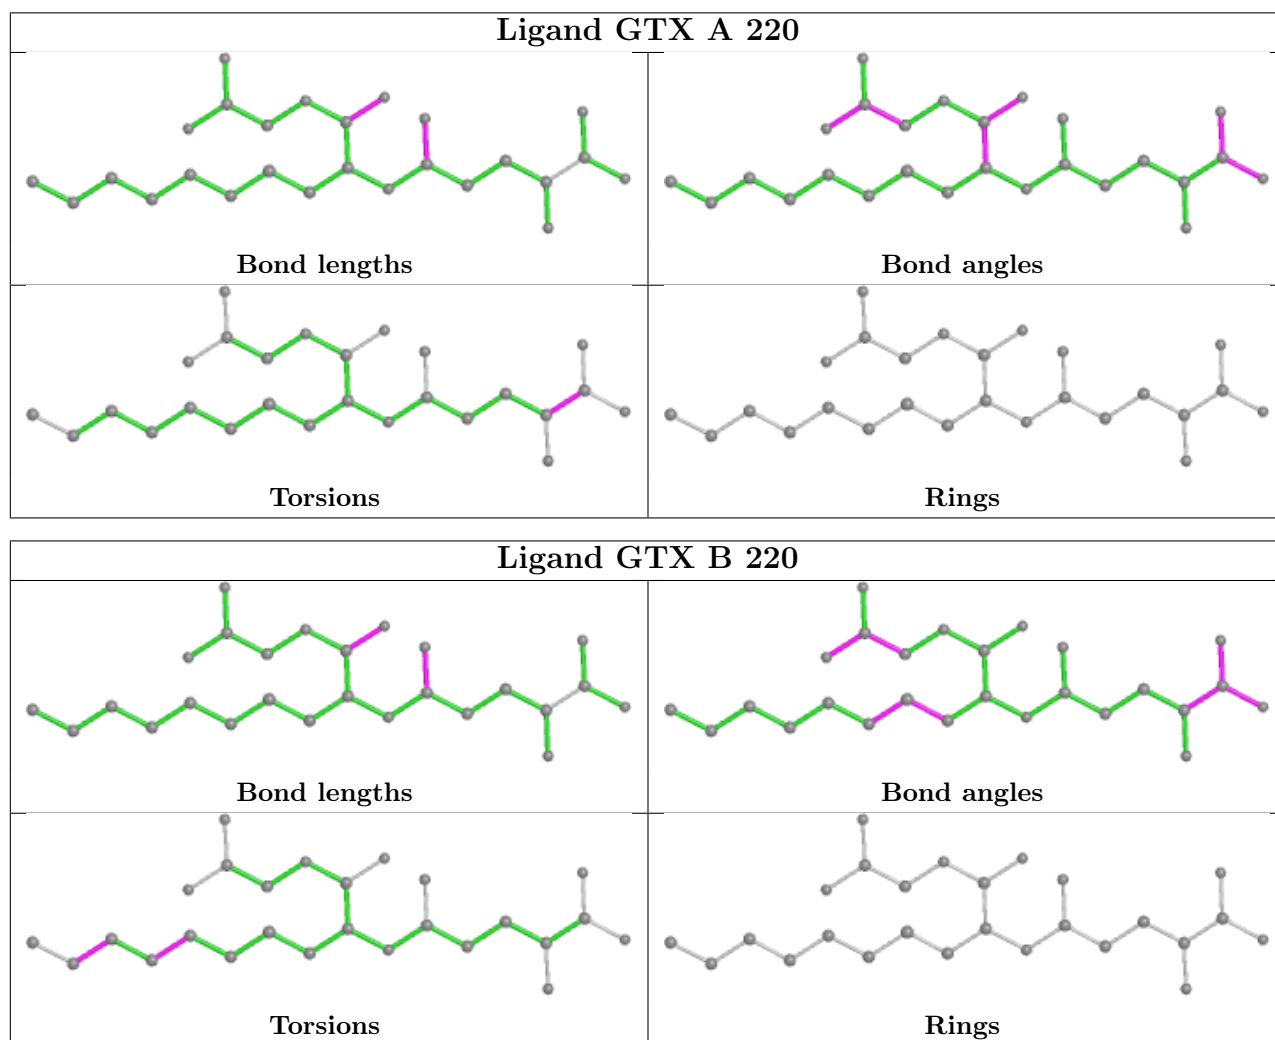 Ligand GTX A 220
Bond lengths
Bond angles
Torsions
Rings
Ligand GTX B 220
Bond lengths
Bond angles
Torsions
Rings